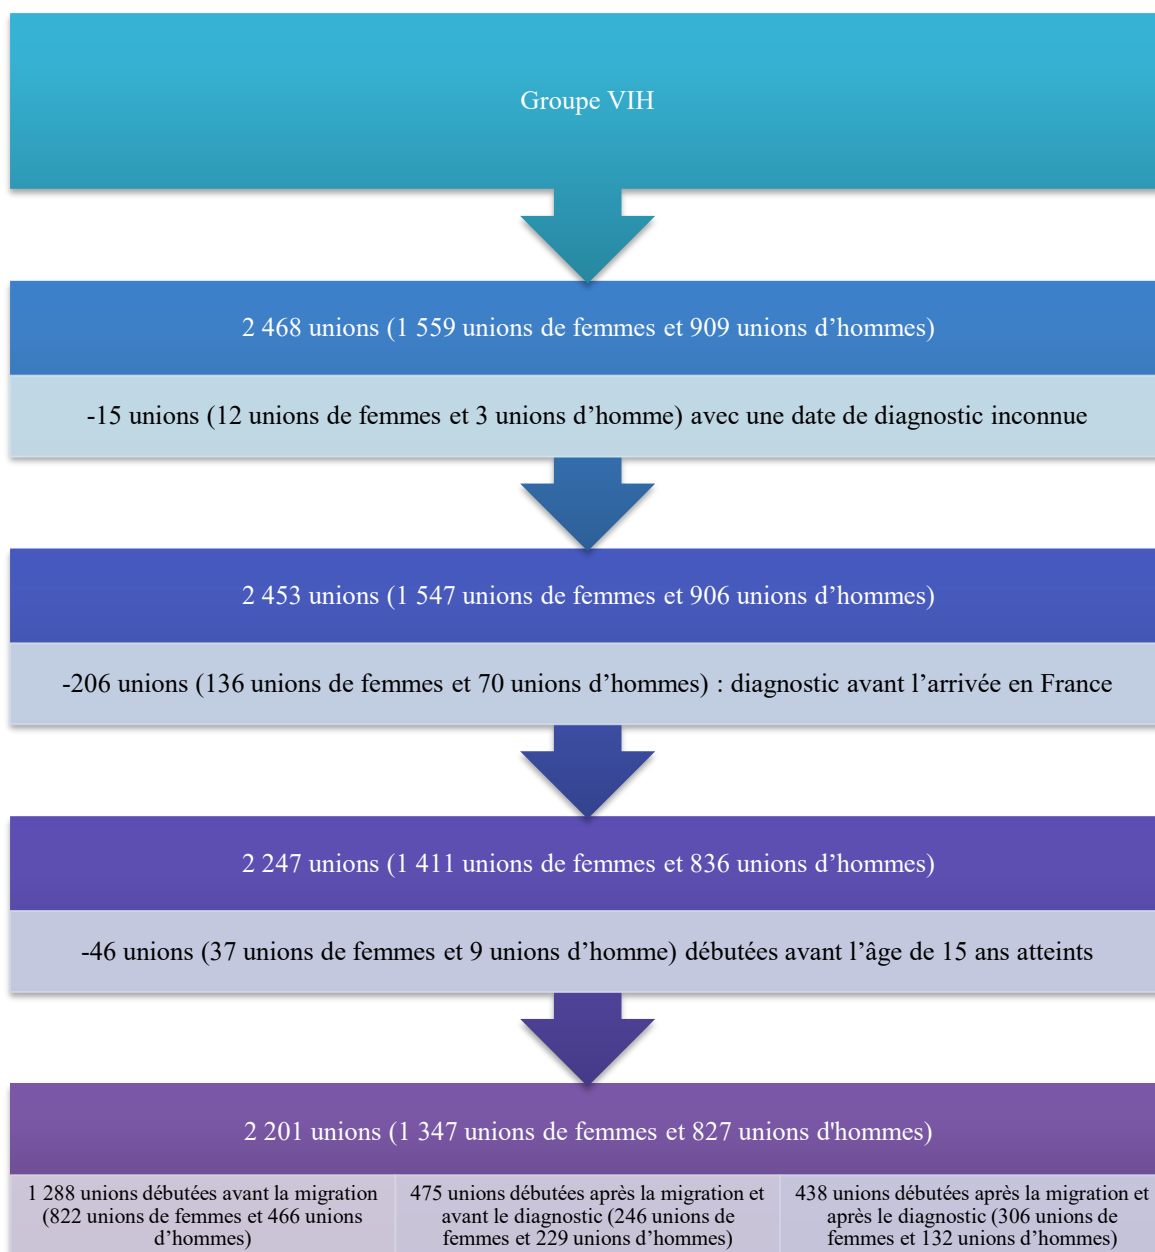 Groupe VIH
2 468 unions (1 559 unions de femmes et 909 unions d’hommes)
-15 unions (12 unions de femmes et 3 unions d’homme) avec une date de diagnostic inconnue
2 453 unions (1 547 unions de femmes et 906 unions d’hommes)
-206 unions (136 unions de femmes et 70 unions d’hommes) : diagnostic avant l’arrivée en France
2 247 unions (1 411 unions de femmes et 836 unions d’hommes)
-46 unions (37 unions de femmes et 9 unions d’homme) débutées avant l’âge de 15 ans atteints
2 201 unions (1 347 unions de femmes et 827 unions d'hommes)
1 288 unions débutées avant la migration
(822 unions de femmes et 466 unions
d’hommes)
475 unions débutées après la migration et
avant le diagnostic (246 unions de
femmes et 229 unions d’hommes)
438 unions débutées après la migration et
après le diagnostic (306 unions de
femmes et 132 unions d’hommes)